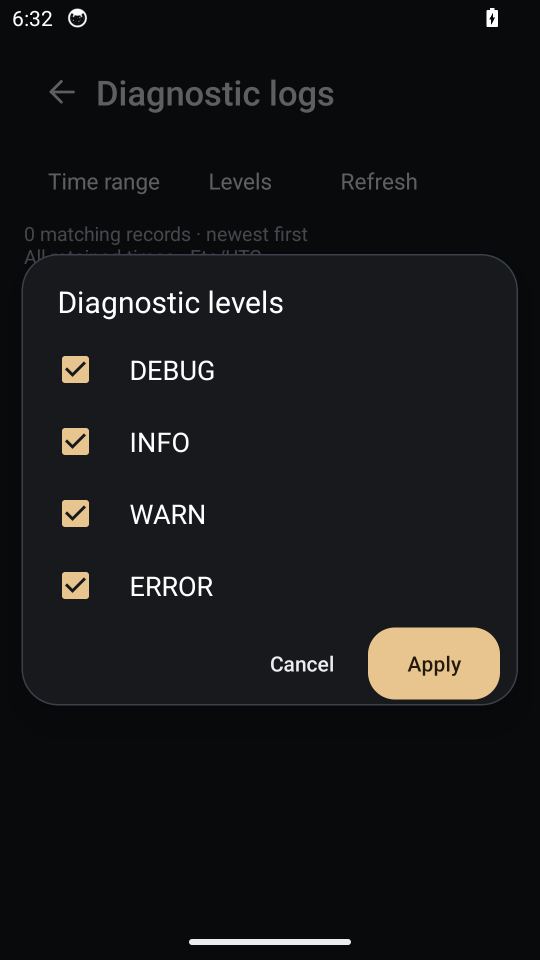 6:32
Diagnostic logs
Time range Levels Refresh
0 matching records · newest first
Diagnostic levels
DEBUG
INFO
WARN
ERROR
Cancel Apply